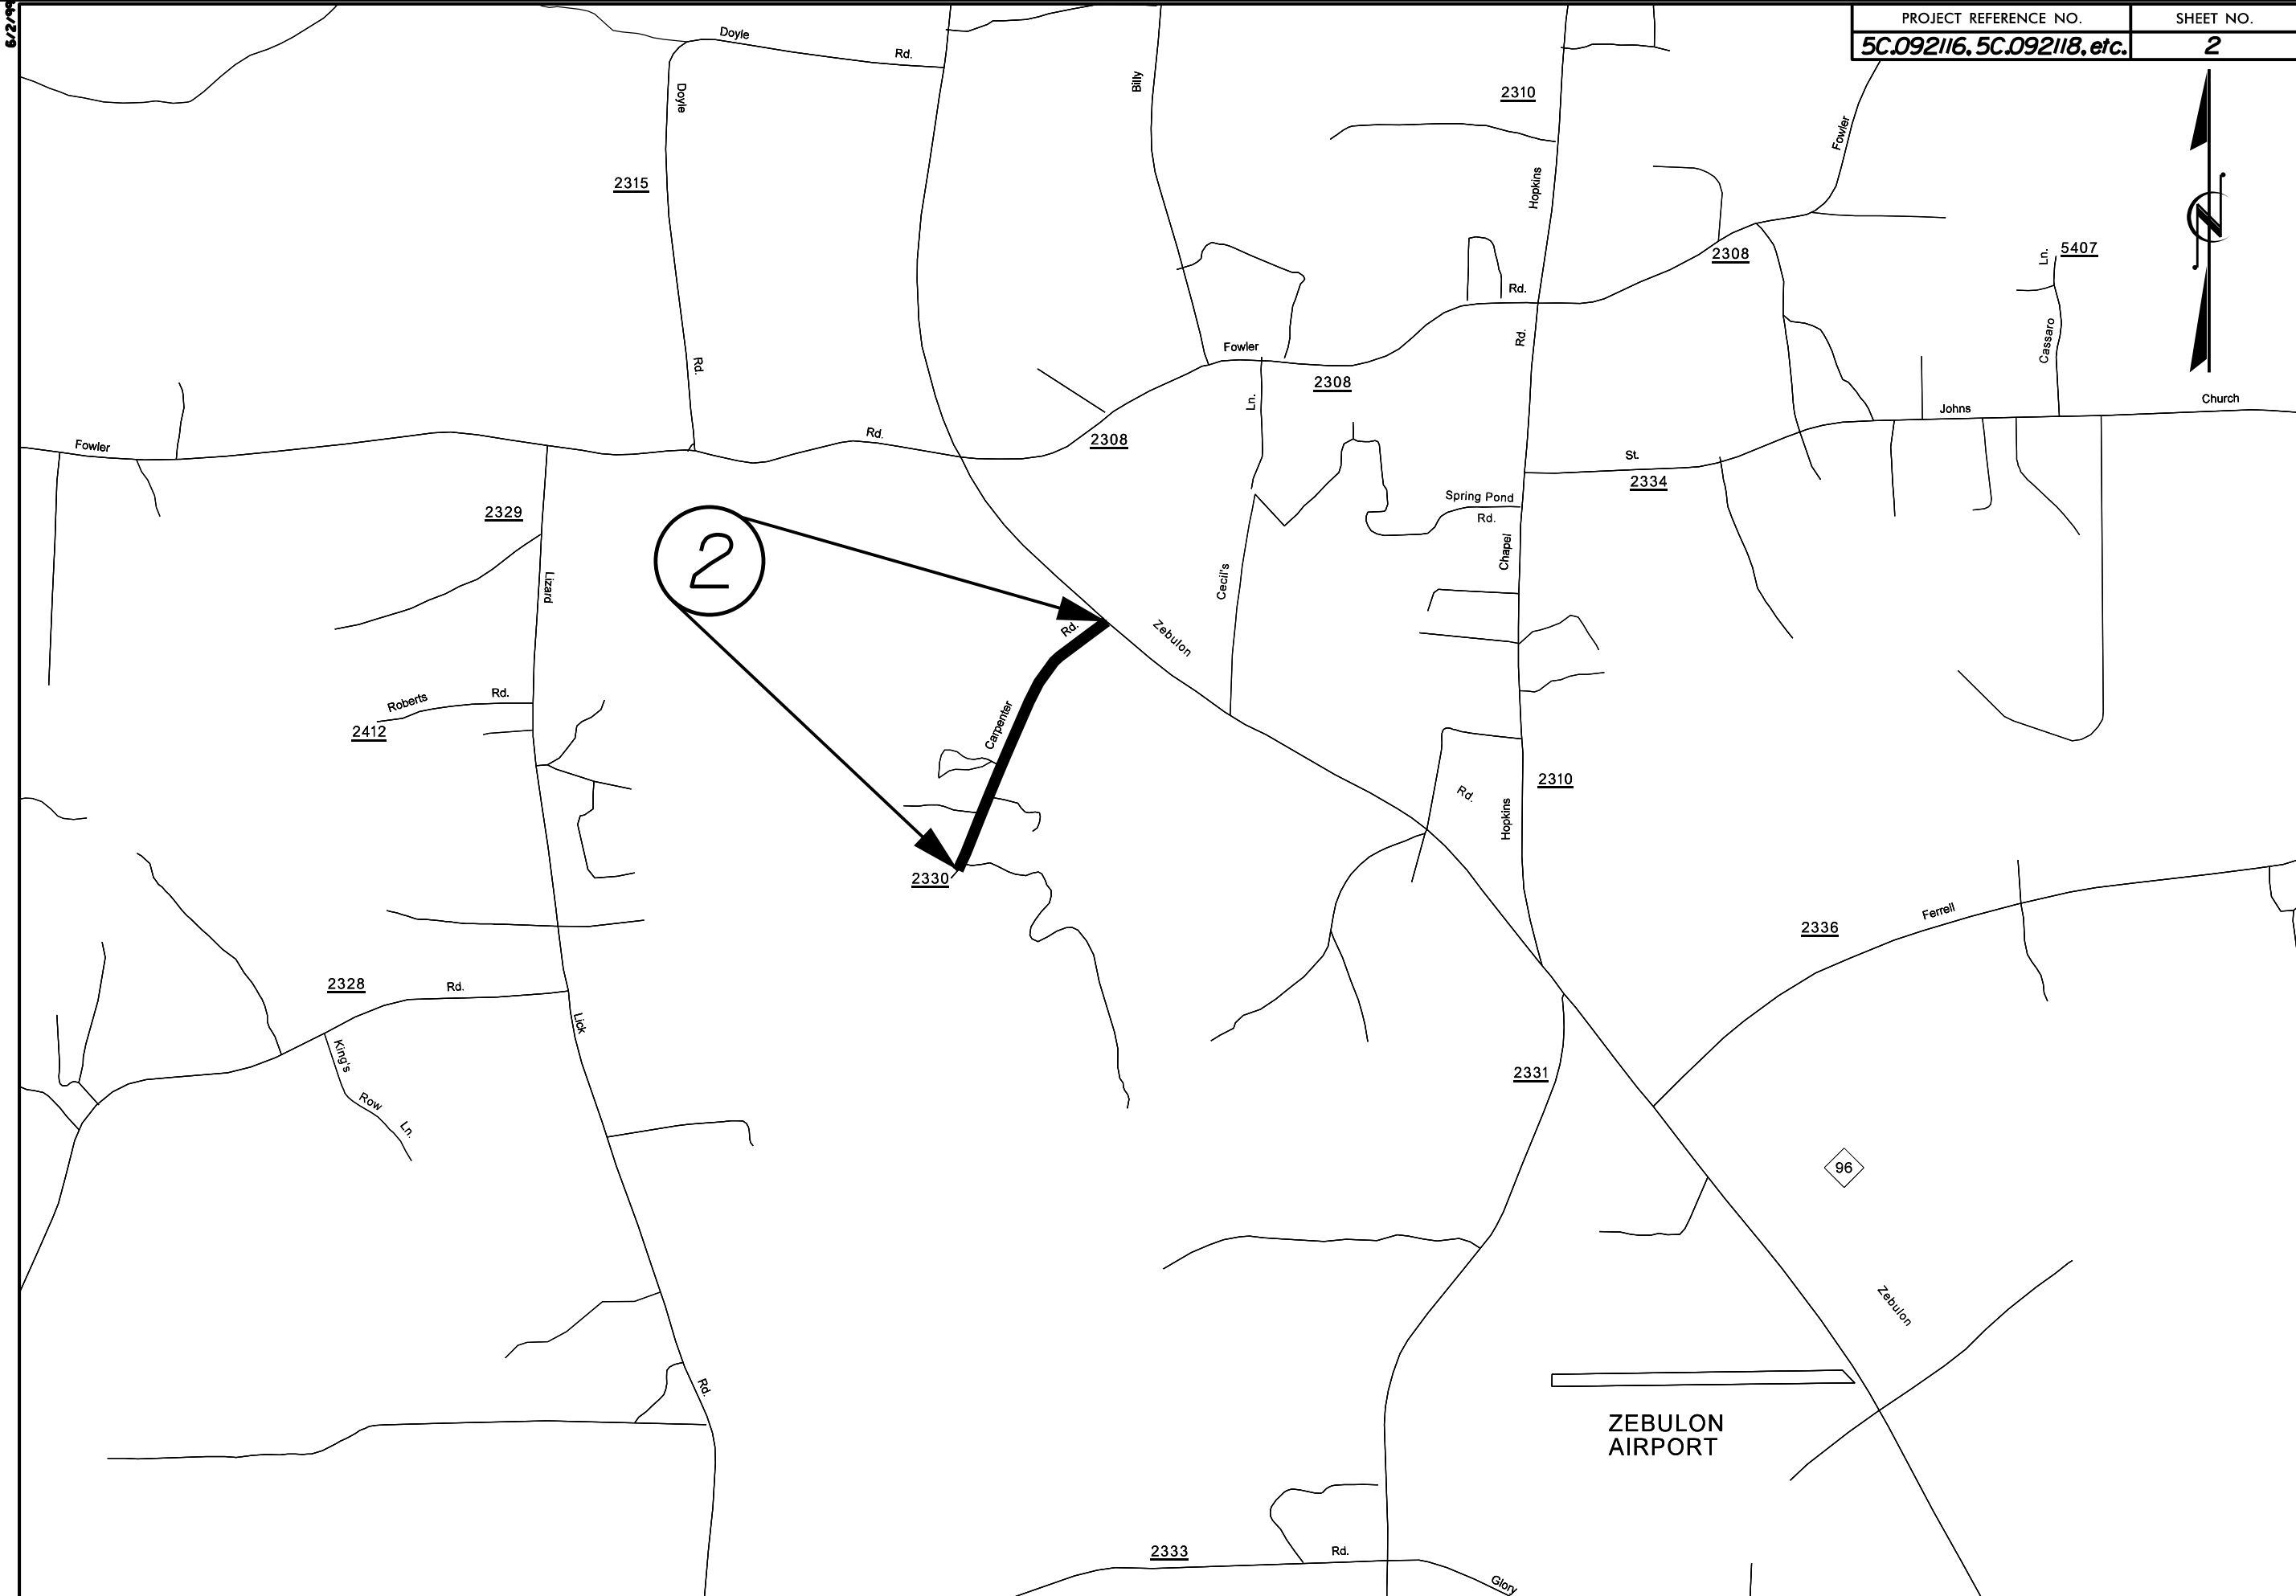 6/2/99
PROJECT REFERENCE NO.
SHEET NO.
5C.092116, 5C.092118, etc.
2
Doyle
Rd.
Doyle
Billy
2310
Fowler
2315
Hopkins
2308
Ln.
5407
Rd.
Rd.
Cassaro
Fowler
Rd.
2308
Ln.
Johns
Church
Fowler
Rd.
2308
St.
2334
Spring Pond
Rd.
2329
2
Chapel
Lizard
Cecil's
Rd.
Zebulon
Roberts
Rd.
2412
Carpenter
2310
Rd.
Hopkins
2330
2336
Ferrell
2328
Rd.
Lick
King's
Row
Ln.
2331
96
Zebulon
Rd.
ZEBULON
AIRPORT
2333
Rd.
Glory
N